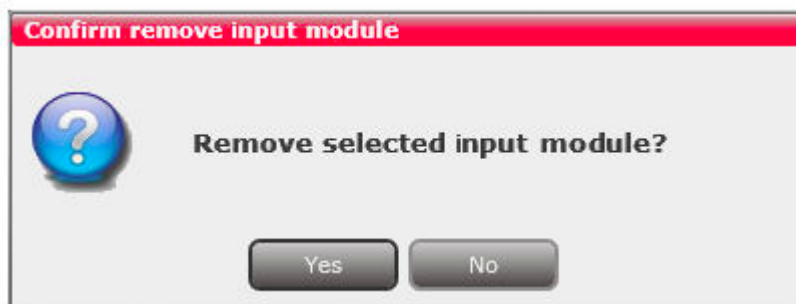 Confirm remove input module
Remove selected input module?
Yes No